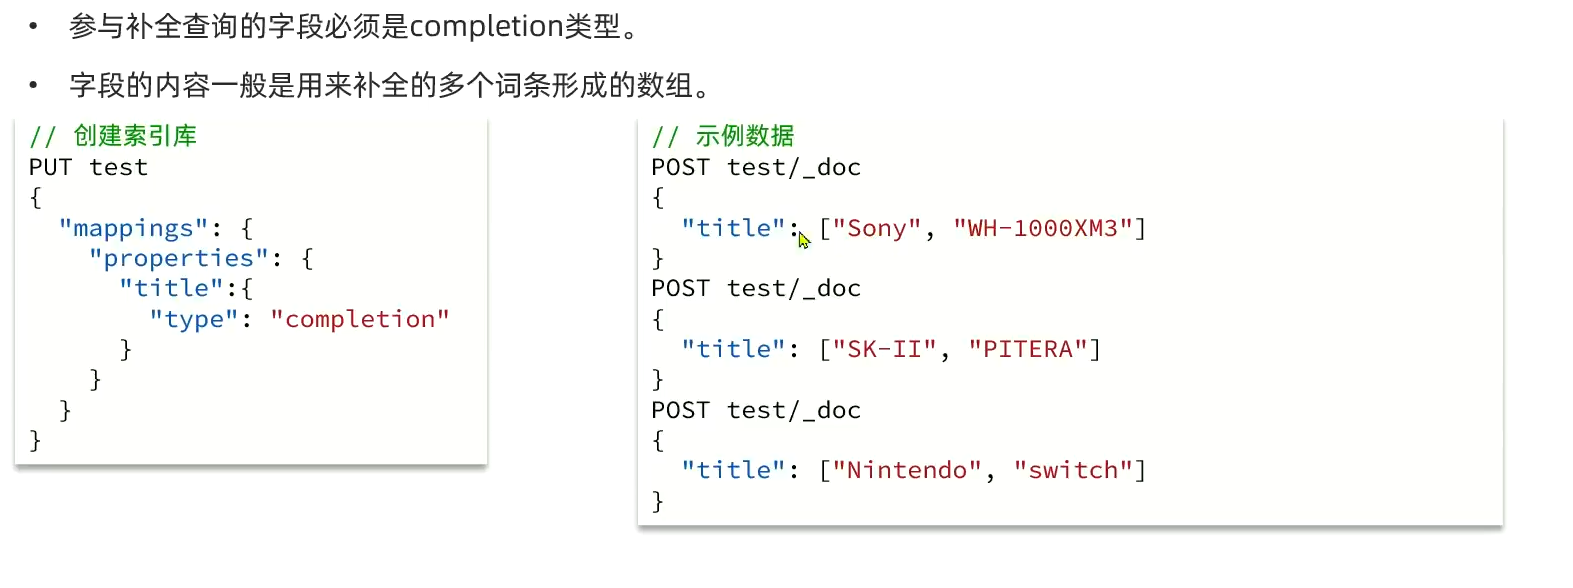 • 参与补全查询的字段必须是completion类型。
• 字段的内容一般是用来补全的多个词条形成的数组。
// 创建索引库
PUT test
{
  "mappings": {
    "properties": {
      "title":{
        "type": "completion"
      }
    }
  }
}
// 示例数据
POST test/_doc
{
  "title": ["Sony", "WH-1000XM3"]
}
POST test/_doc
{
  "title": ["SK-II", "PITERA"]
}
POST test/_doc
{
  "title": ["Nintendo", "switch"]
}